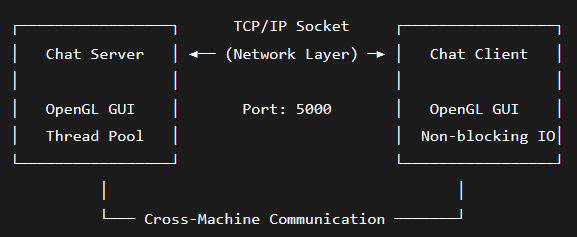 TCP/IP Socket
Chat Server (Network Layer) Chat Client
OpenGL GUI Port: 5000 OpenGL GUI
Thread Pool Non-blocking IO
Cross-Machine Communication